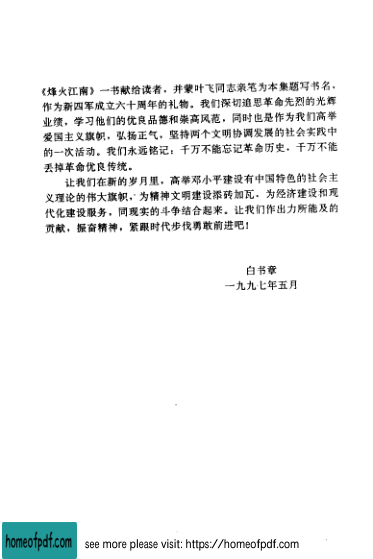 《烽火江南》一书献给读者，并蒙叶飞同志亲笔为本集题写书名，
作为新四军成立六十周年的礼物。我们深切追思革命先烈的光辉
业绩，学习他们的优良品德和崇高风范，同时也是作为我们高举
爱国主义旗帜，弘扬正气，坚持两个文明协调发展的社会实践中
的一次活动。我们永远铭记：千万不能忘记革命历史，千万不能
丢掉革命优良传统。
让我们在新的岁月里，高举邓小平建设有中国特色的社会主
义理论的伟大旗帜，为精神文明建设添砖加瓦，为经济建设和现
代化建设服务，同现实的斗争结合起来。让我们作出力所能及的
贡献，振奋精神，紧跟时代步伐勇敢前进吧！
白书章
一九九七年五月
homeofpdf.com
see more please visit: https://homeofpdf.com